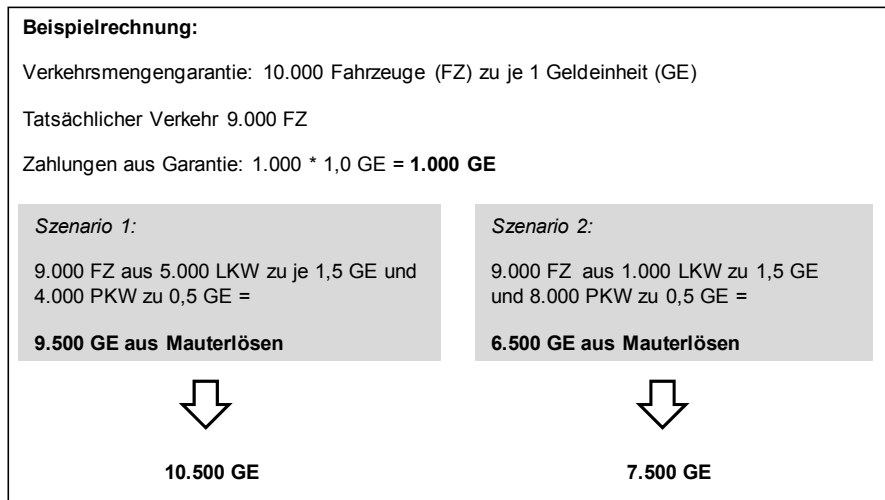 Beispielrechnung:
Verkehrsmengengarantie: 10.000 Fahrzeuge (FZ) zu je 1 Geldeinheit (GE)
Tatsächlicher Verkehr 9.000 FZ
Zahlungen aus Garantie: 1.000 * 1,0 GE = 1.000 GE
Szenario 1:
9.000 FZ aus 5.000 LKW zu je 1,5 GE und
4.000 PKW zu 0,5 GE =
9.500 GE aus Mauterlösen
10.500 GE
Szenario 2:
9.000 FZ aus 1.000 LKW zu 1,5 GE
und 8.000 PKW zu 0,5 GE =
6.500 GE aus Mauterlösen
7.500 GE